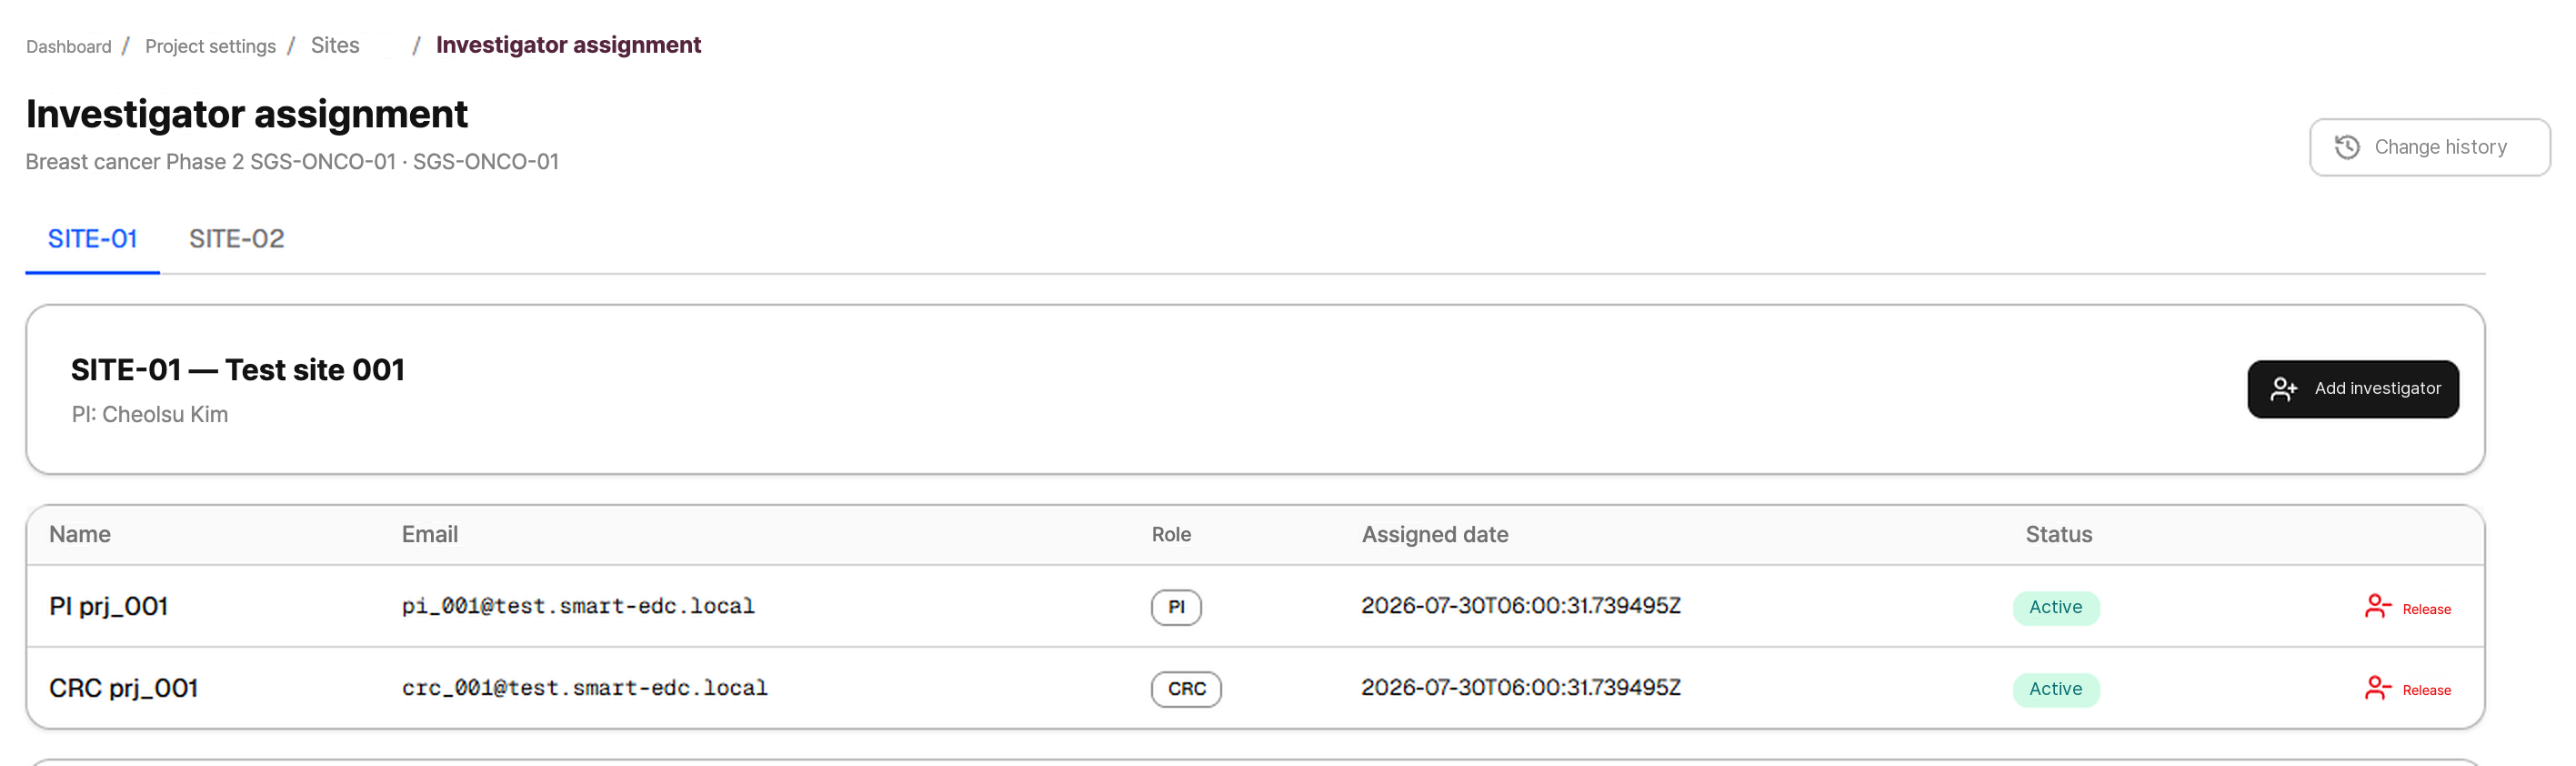 Dashboard / Project settings / Sites / Investigator assignment
Investigator assignment
Breast cancer Phase 2 SGS-ONCO-01 · SGS-ONCO-01
Change history
SITE-01 SITE-02
SITE-01 — Test site 001
PI: Cheolsu Kim
Add investigator
Name Email Role Assigned date Status
PI prj_001 pi_001@test.smart-edc.local PI 2026-07-30T06:00:31.739495Z Active Release
CRC prj_001 crc_001@test.smart-edc.local CRC 2026-07-30T06:00:31.739495Z Active Release